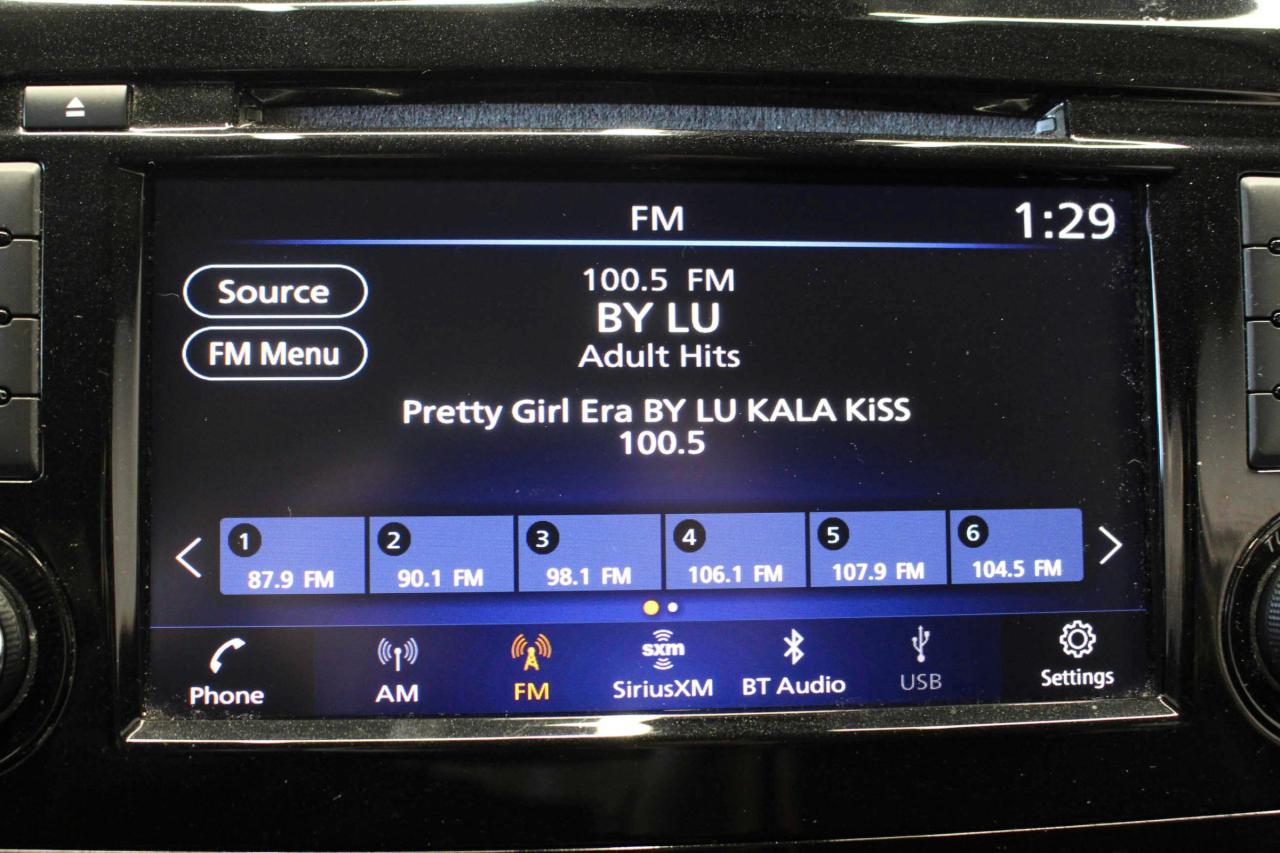 FM
1:29
Source
FM Menu
100.5 FM
BY LU
Adult Hits
Pretty Girl Era BY LU KALA KiSS
100.5
1
87.9 FM
2
90.1 FM
3
98.1 FM
4
106.1 FM
5
107.9 FM
6
104.5 FM
Phone
AM
FM
sxm
SiriusXM
BT Audio
USB
Settings